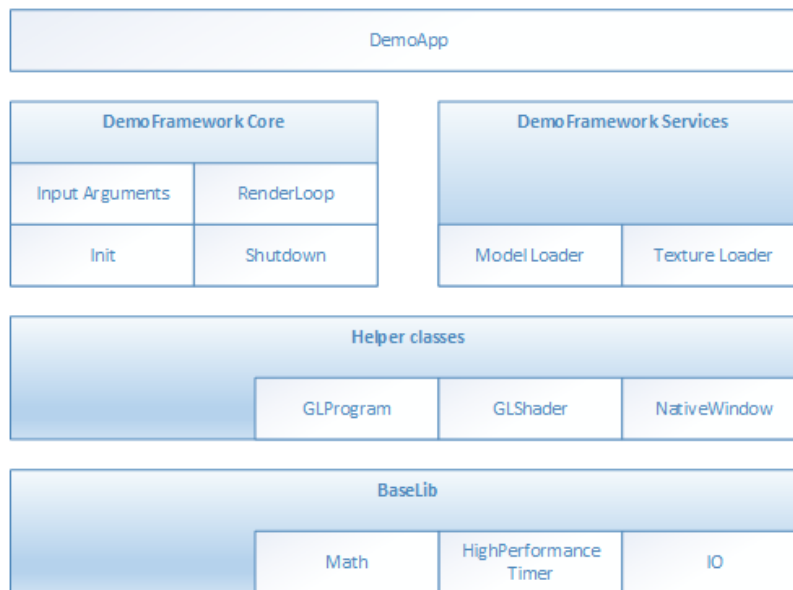 DemoApp
DemoFramework Core
Input Arguments
RenderLoop
Init
Shutdown
DemoFramework Services
Model Loader
Texture Loader
Helper classes
GLProgram
GLShader
NativeWindow
BaseLib
Math
HighPerformance
Timer
IO